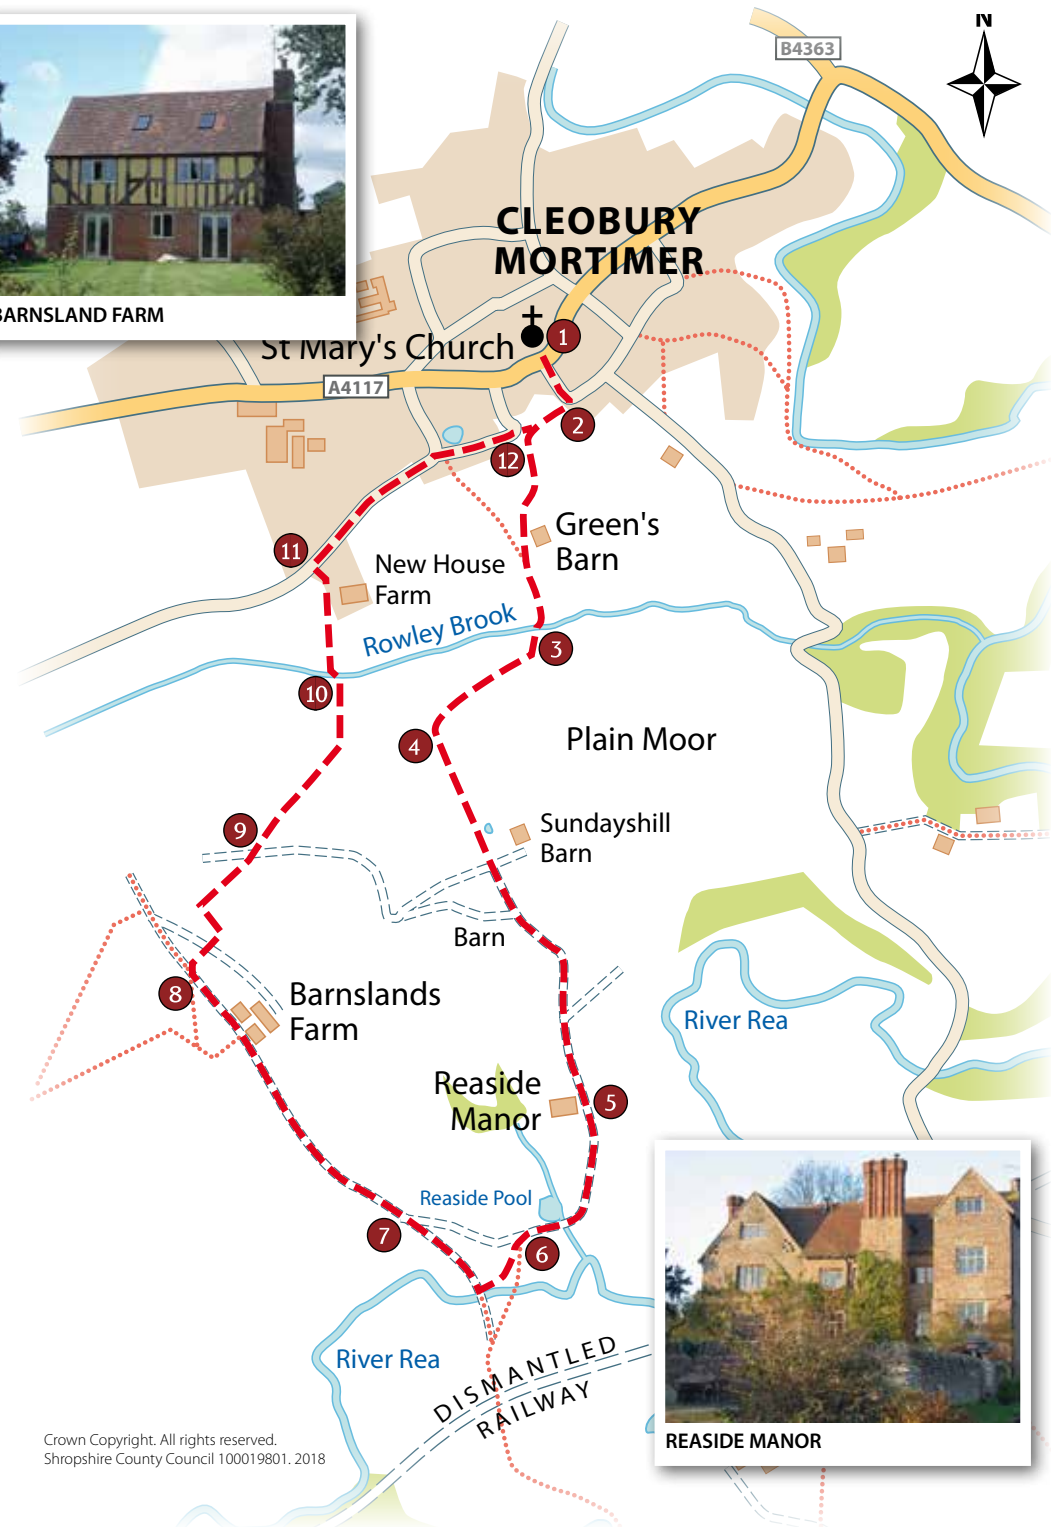 N
B4363
CLEOBURY
MORTIMER
BARNSLAND FARM
1
St Mary's Church
A4117
2
12
Green's
Barn
11
New House
Farm
Rowley Brook
3
10
4
Plain Moor
9
Sundayshill
Barn
Barn
8
Barnslands
Farm
River Rea
Reaside
Manor
5
Reaside Pool
7
6
River Rea
DISMANTLED
RAILWAY
REASIDE MANOR
Crown Copyright. All rights reserved.
Shropshire County Council 100019801. 2018